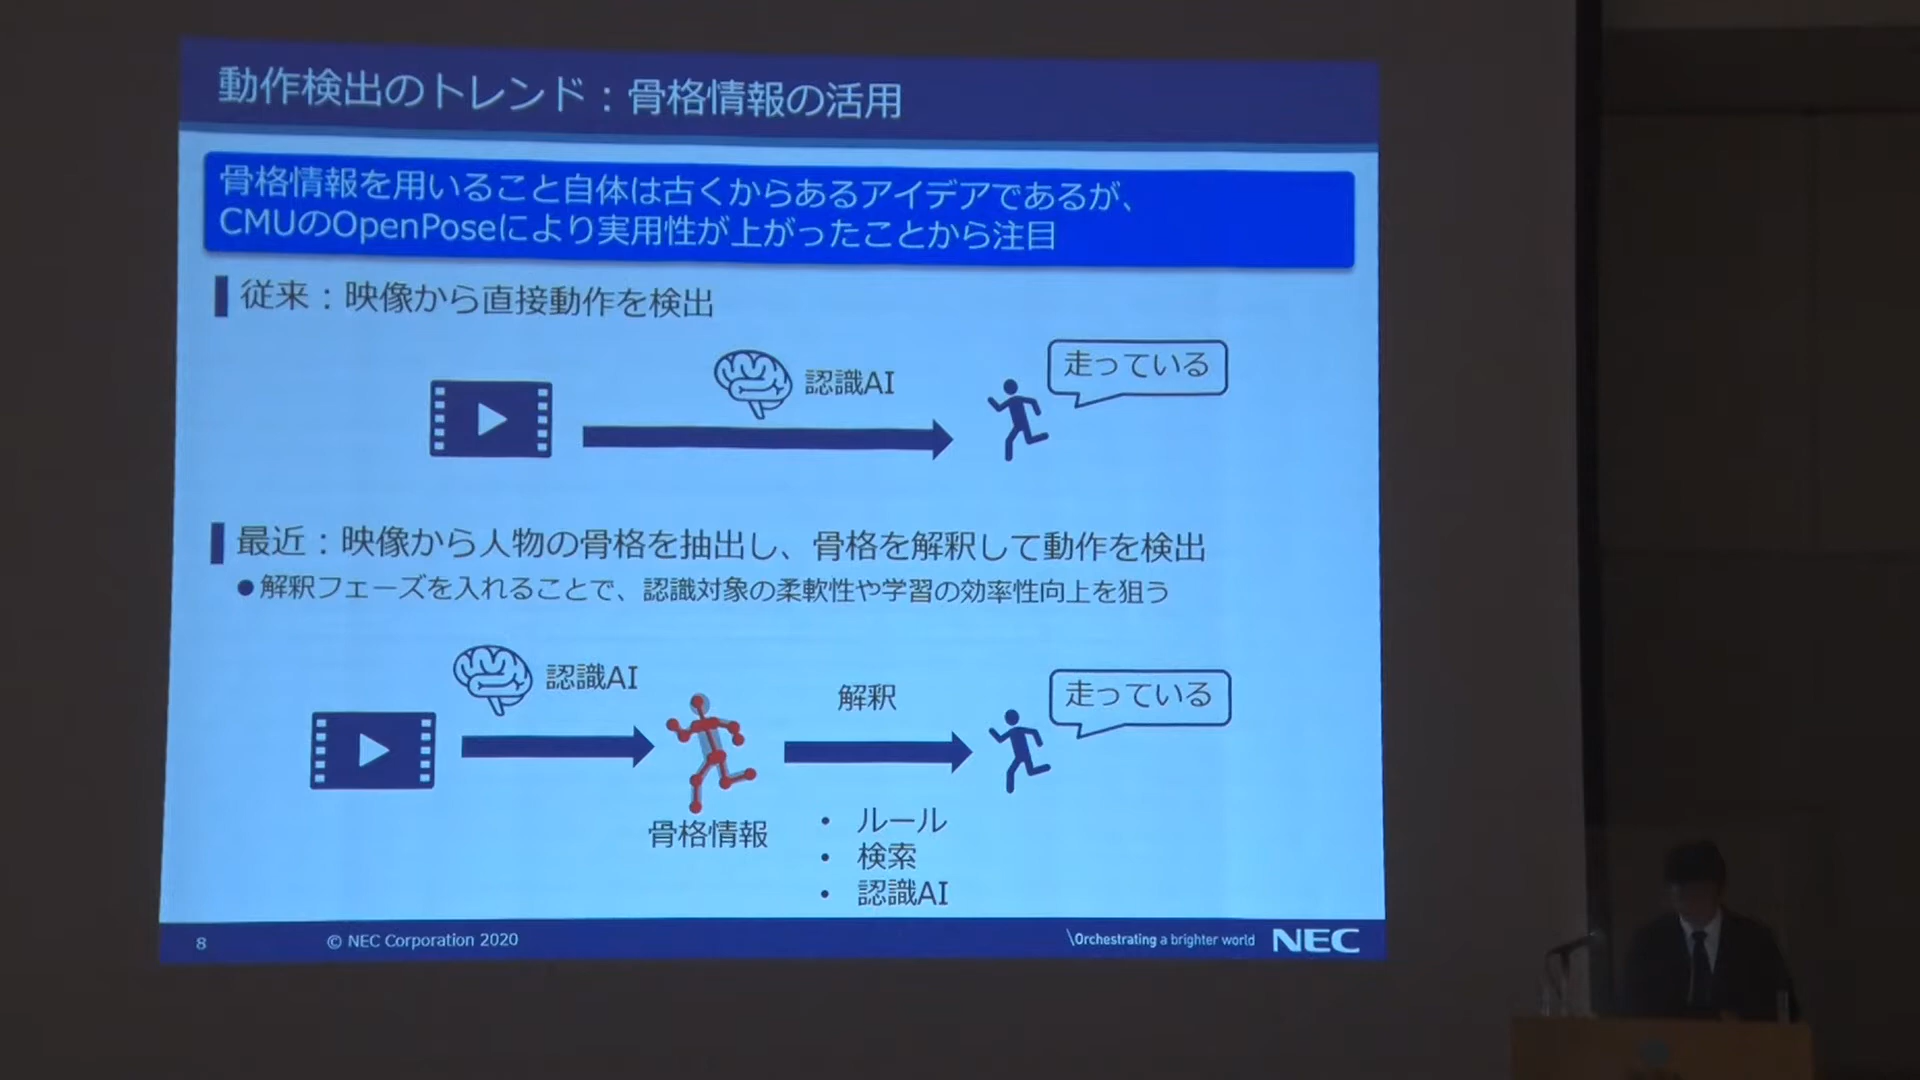 動作検出のトレンド：骨格情報の活用
骨格情報を用いること自体は古くからあるアイデアであるが、
CMUのOpenPoseにより実用性が上がったことから注目
従来：映像から直接動作を検出
認識AI
走っている
最近：映像から人物の骨格を抽出し、骨格を解釈して動作を検出
●解釈フェーズを入れることで、認識対象の柔軟性や学習の効率性向上を狙う
認識AI
解釈
走っている
骨格情報
• ルール
• 検索
• 認識AI
8
© NEC Corporation 2020
\Orchestrating a brighter world
NEC